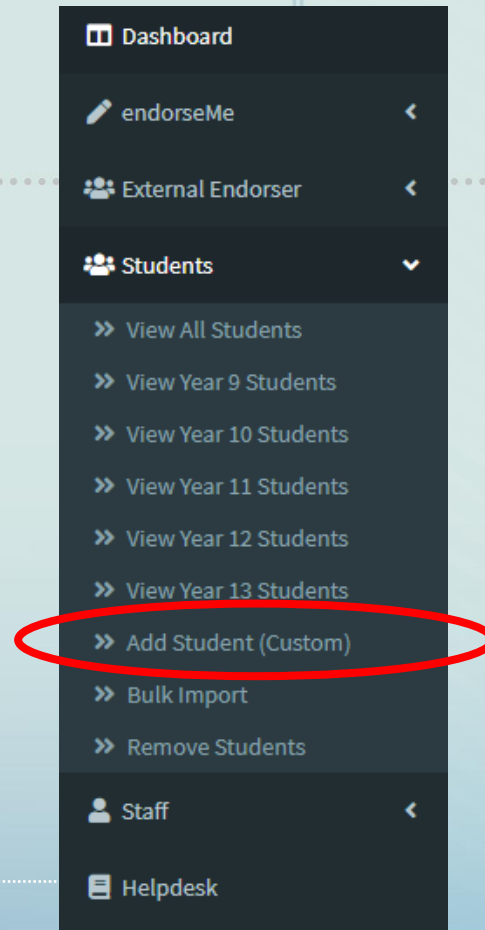 Dashboard
endorseMe
External Endorser
Students
View All Students
View Year 9 Students
View Year 10 Students
View Year 11 Students
View Year 12 Students
View Year 13 Students
Add Student (Custom)
Bulk Import
Remove Students
Staff
Helpdesk